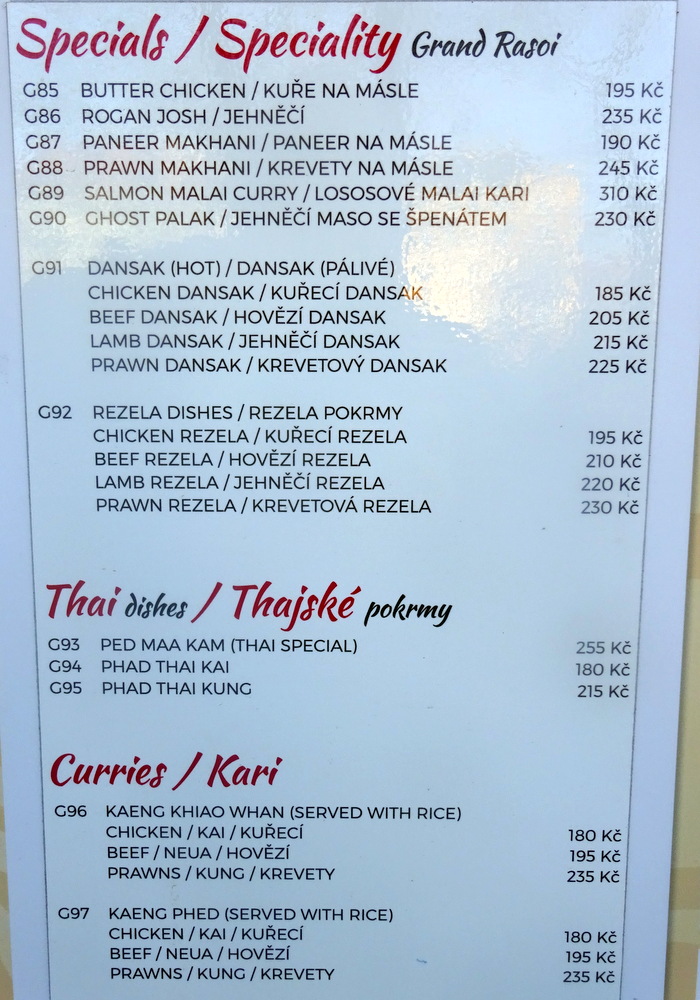 Specials / Speciality Grand Rasoi
G85 BUTTER CHICKEN / KUŘE NA MÁSLE 195 Kč
G86 ROGAN JOSH / JEHNĚČÍ 235 Kč
G87 PANEER MAKHANI / PANEER NA MÁSLE 190 Kč
G88 PRAWN MAKHANI / KREVETY NA MÁSLE 245 Kč
G89 SALMON MALAI CURRY / LOSOSOVÉ MALAI KARI 310 Kč
G90 GHOST PALAK / JEHNĚČÍ MASO SE ŠPENÁTEM 230 Kč
G91 DANSAK (HOT) / DANSAK (PÁLIVÉ)
CHICKEN DANSAK / KUŘECÍ DANSAK 185 Kč
BEEF DANSAK / HOVĚZÍ DANSAK 205 Kč
LAMB DANSAK / JEHNĚČÍ DANSAK 215 Kč
PRAWN DANSAK / KREVETOVÝ DANSAK 225 Kč
G92 REZELA DISHES / REZELA POKRMY
CHICKEN REZELA / KUŘECÍ REZELA 195 Kč
BEEF REZELA / HOVĚZÍ REZELA 210 Kč
LAMB REZELA / JEHNĚČÍ REZELA 220 Kč
PRAWN REZELA / KREVETOVÁ REZELA 230 Kč
Thai dishes / Thajské pokrmy
G93 PED MAA KAM (THAI SPECIAL) 255 Kč
G94 PHAD THAI KAI 180 Kč
G95 PHAD THAI KUNG 215 Kč
Curries / Kari
G96 KAENG KHIAO WHAN (SERVED WITH RICE)
CHICKEN / KAI / KUŘECÍ 180 Kč
BEEF / NEUA / HOVĚZÍ 195 Kč
PRAWNS / KUNG / KREVETY 235 Kč
G97 KAENG PHED (SERVED WITH RICE)
CHICKEN / KAI / KUŘECÍ 180 Kč
BEEF / NEUA / HOVĚZÍ 195 Kč
PRAWNS / KUNG / KREVETY 235 Kč